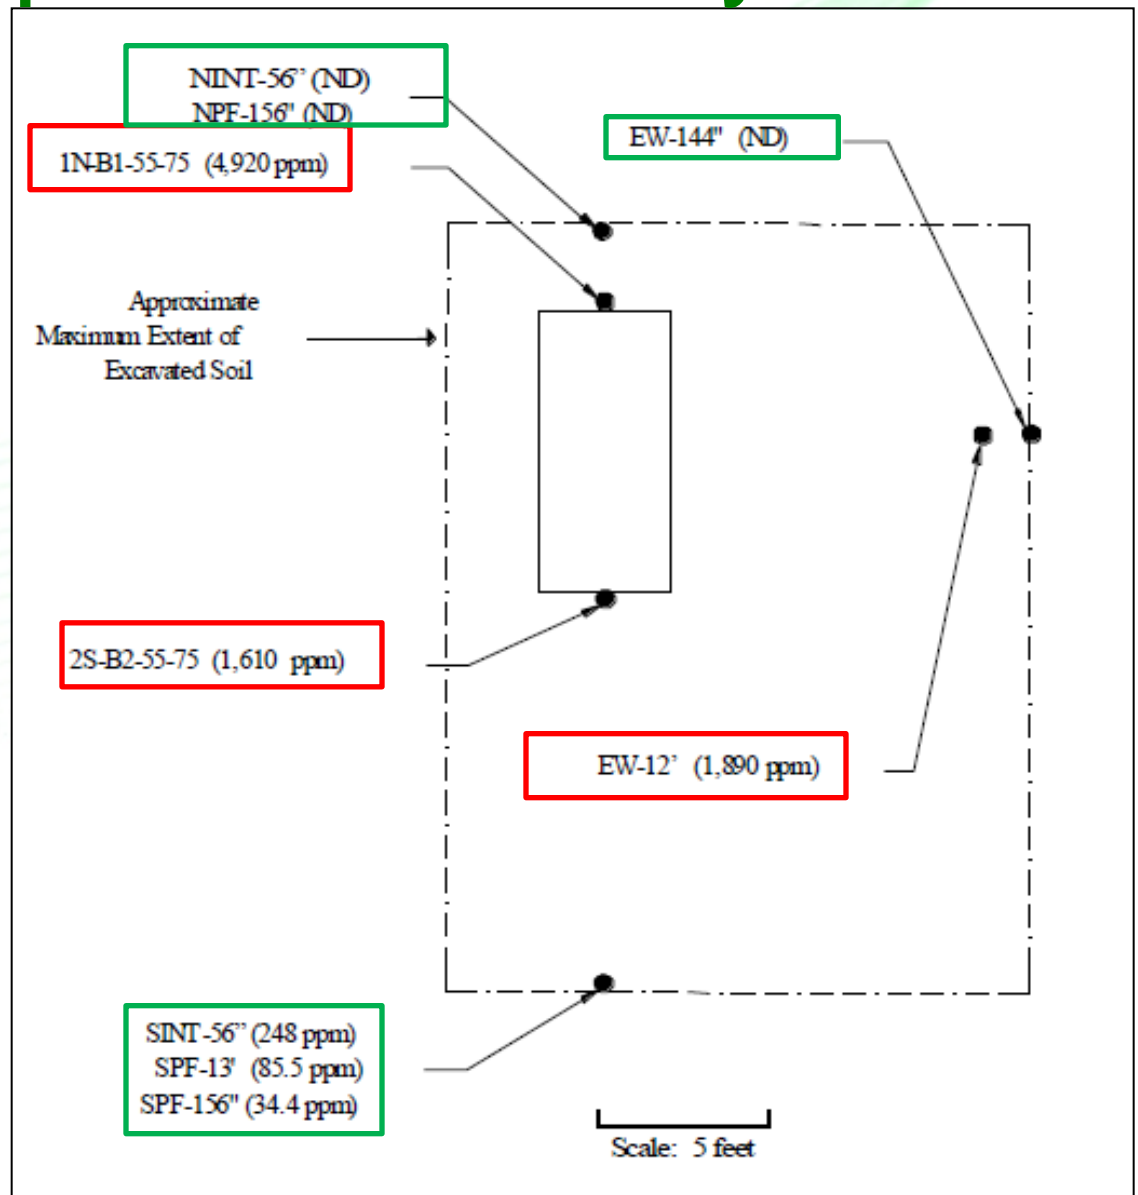 NINT-56” (ND)
NPF-156" (ND)
EW-144" (ND)
1N-B1-55-75 (4,920 ppm)
Approximate
Maximum Extent of
Excavated Soil
2S-B2-55-75 (1,610 ppm)
EW-12’ (1,890 ppm)
SINT-56” (248 ppm)
SPF-13' (85.5 ppm)
SPF-156" (34.4 ppm)
Scale: 5 feet